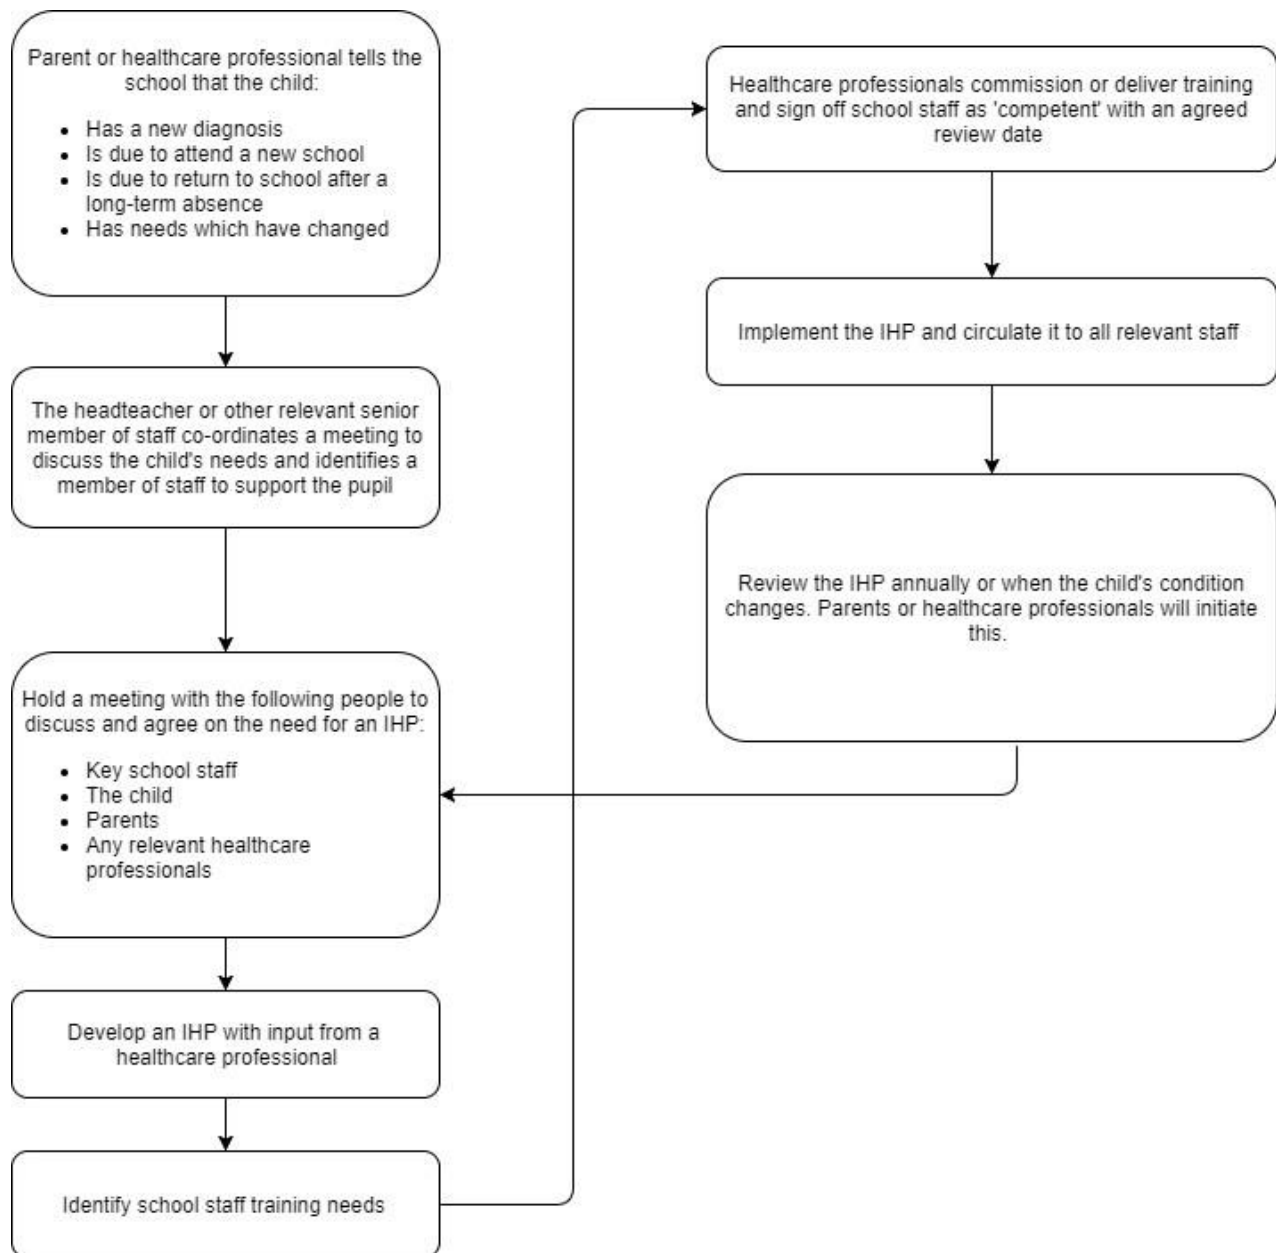 Parent or healthcare professional tells the
school that the child:
• Has a new diagnosis
• Is due to attend a new school
• Is due to return to school after a
long-term absence
• Has needs which have changed
The headteacher or other relevant senior
member of staff co-ordinates a meeting to
discuss the child's needs and identifies a
member of staff to support the pupil
Hold a meeting with the following people to
discuss and agree on the need for an IHP:
• Key school staff
• The child
• Parents
• Any relevant healthcare
professionals
Develop an IHP with input from a
healthcare professional
Identify school staff training needs
Healthcare professionals commission or deliver training
and sign off school staff as 'competent' with an agreed
review date
Implement the IHP and circulate it to all relevant staff
Review the IHP annually or when the child's condition
changes. Parents or healthcare professionals will initiate
this.